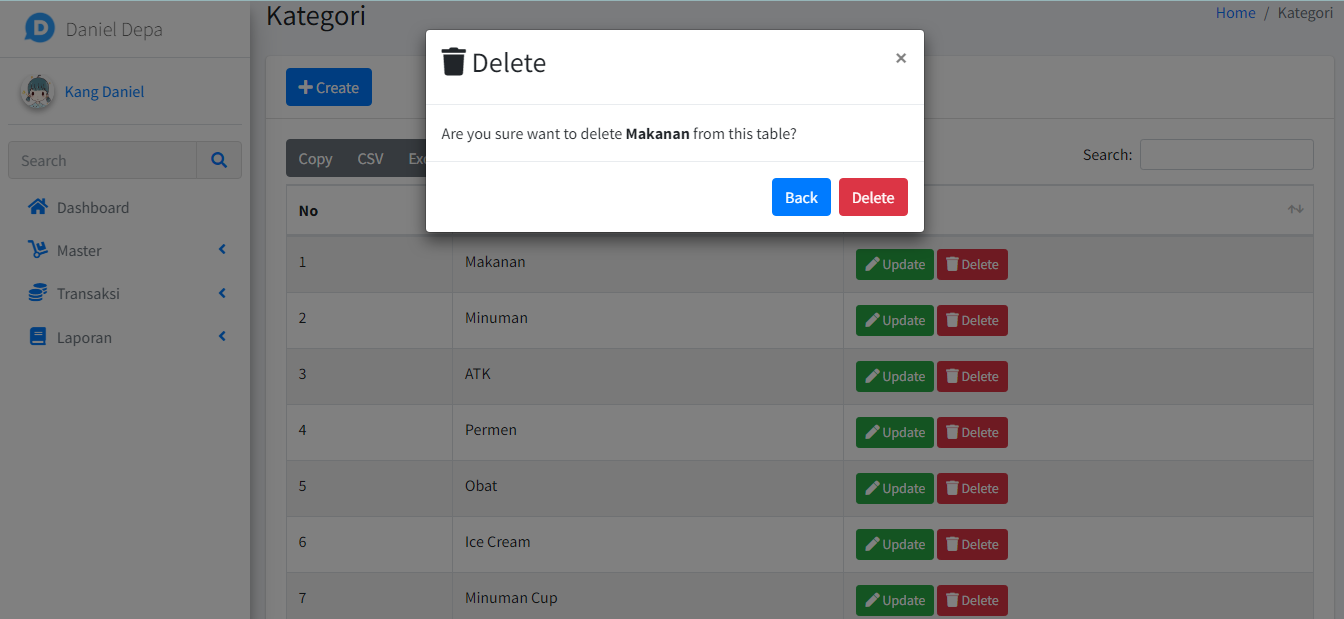 Daniel Depa
Kang Daniel
Search
Dashboard
Master
Transaksi
Laporan
Kategori
Home / Kategori
Create
Copy CSV
Search:
Delete
×
Are you sure want to delete Makanan from this table?
Back Delete
No
1 Makanan Update Delete
2 Minuman Update Delete
3 ATK Update Delete
4 Permen Update Delete
5 Obat Update Delete
6 Ice Cream Update Delete
7 Minuman Cup Update Delete